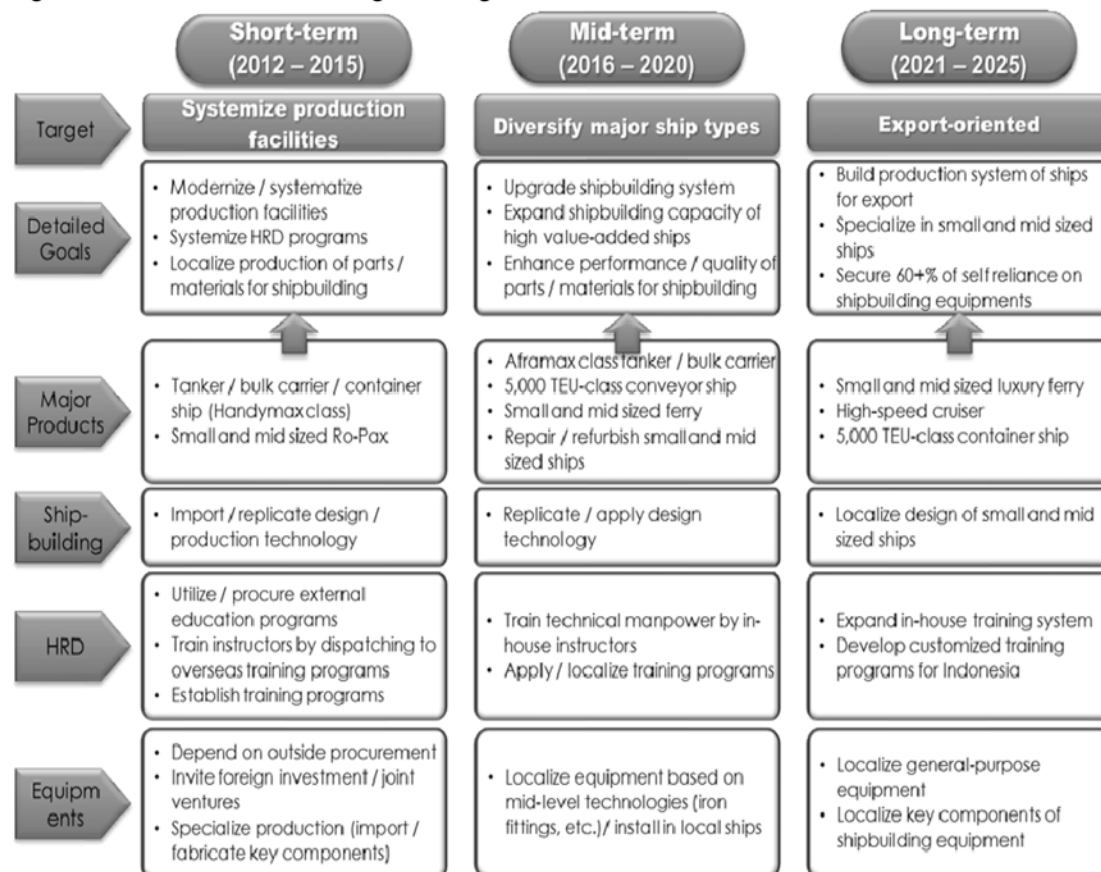 Short-term
(2012 – 2015)
Mid-term
(2016 – 2020)
Long-term
(2021 – 2025)
Target
Systemize production
facilities
Diversify major ship types
Export-oriented
Detailed
Goals
• Modernize / systematize
production facilities
• Systemize HRD programs
• Localize production of parts /
materials for shipbuilding
• Upgrade shipbuilding system
• Expand shipbuilding capacity of
high value-added ships
• Enhance performance / quality of
parts / materials for shipbuilding
• Build production system of ships
for export
• Specialize in small and mid sized
ships
• Secure 60+% of self reliance on
shipbuilding equipments
Major
Products
• Tanker / bulk carrier / container
ship (Handymax class)
• Small and mid sized Ro-Pax
• Aframax class tanker / bulk carrier
• 5,000 TEU-class conveyor ship
• Small and mid sized ferry
• Repair / refurbish small and mid
sized ships
• Small and mid sized luxury ferry
• High-speed cruiser
• 5,000 TEU-class container ship
Ship-
building
• Import / replicate design /
production technology
• Replicate / apply design
technology
• Localize design of small and mid
sized ships
HRD
• Utilize / procure external
education programs
• Train instructors by dispatching to
overseas training programs
• Establish training programs
• Train technical manpower by in-
house instructors
• Apply / localize training programs
• Expand in-house training system
• Develop customized training
programs for Indonesia
Equipm
ents
• Depend on outside procurement
• Invite foreign investment / joint
ventures
• Specialize production (import /
fabricate key components)
• Localize equipment based on
mid-level technologies (iron
fittings, etc.)/ install in local ships
• Localize general-purpose
equipment
• Localize key components of
shipbuilding equipment